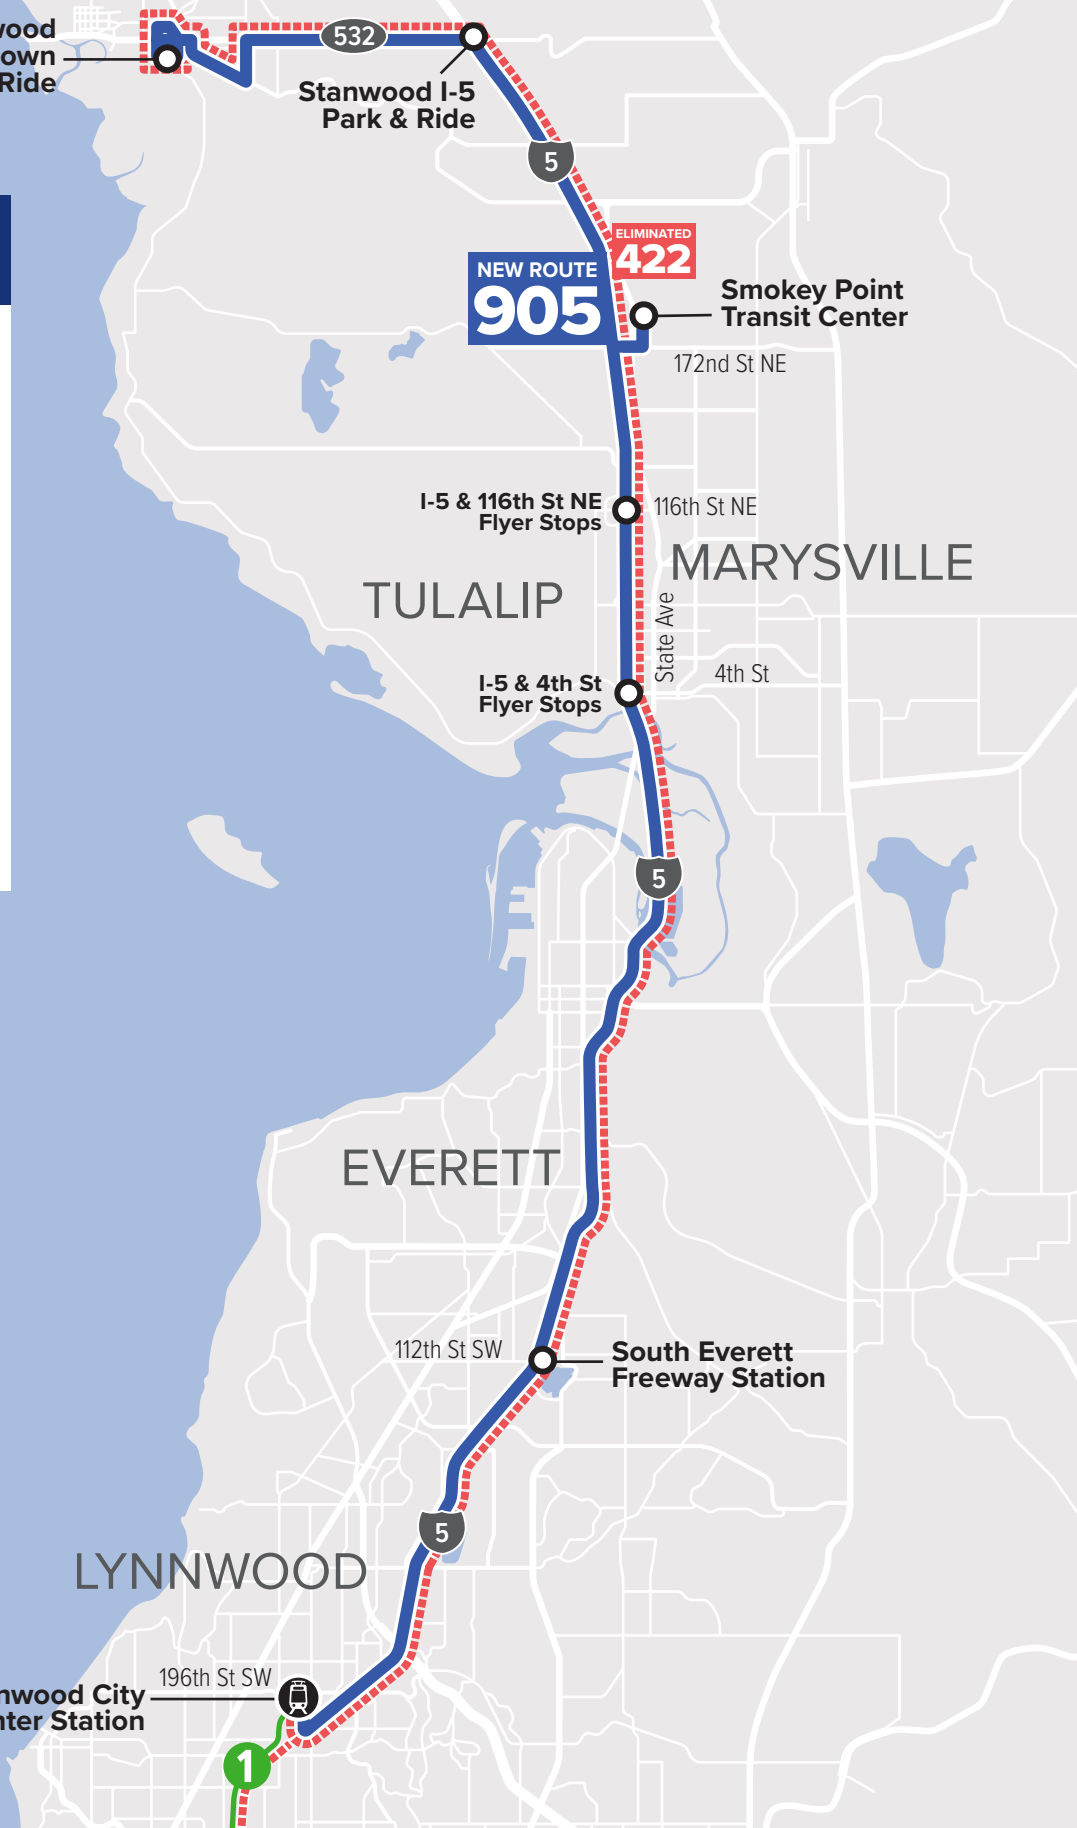 wood
own
Ride
532
Stanwood I-5
Park & Ride
5
ELIMINATED
422
NEW ROUTE
905
Smokey Point
Transit Center
172nd St NE
I-5 & 116th St NE
Flyer Stops
116th St NE
MARYSVILLE
TULALIP
State Ave
4th St
I-5 & 4th St
Flyer Stops
5
EVERETT
112th St SW
South Everett
Freeway Station
5
LYNNWOOD
196th St SW
nwood City
nter Station
1